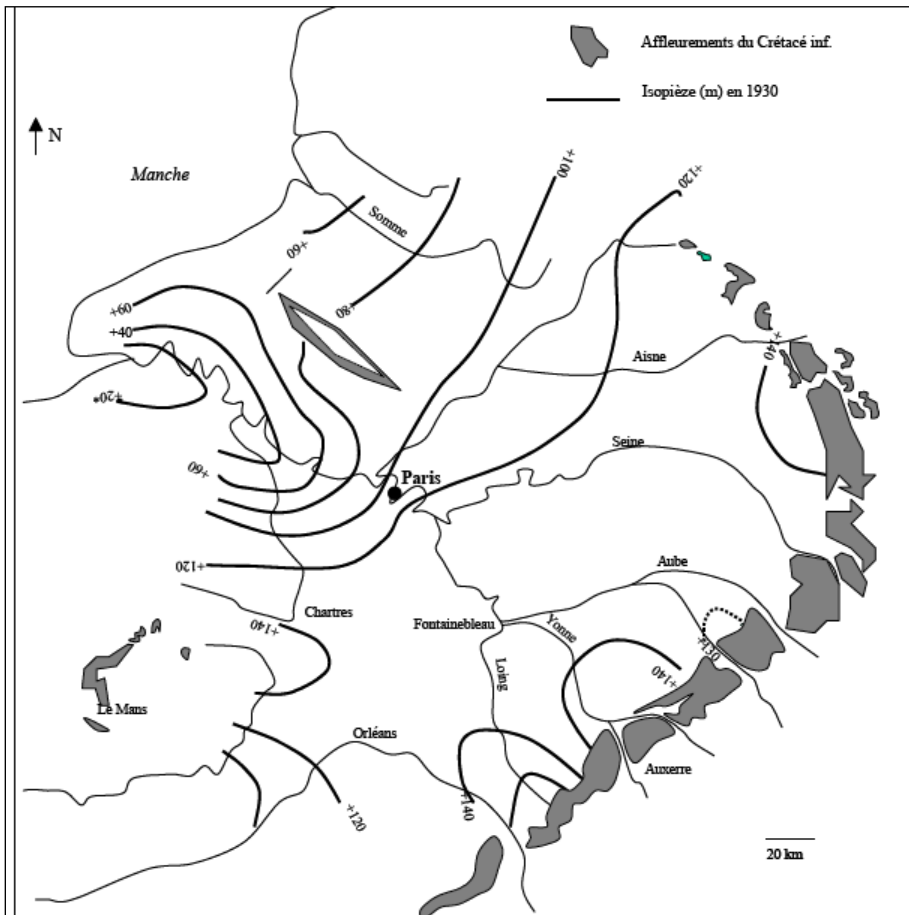 Affleurements du Crétacé inf.
Isopièze (m) en 1930
N
Manche
+100
+120
Somme
+60
+80
+60
+40
+20*
+140
Aisne
Seine
+60
Paris
+120
Aube
Chartres
+140
Fontainebleau
Yonne
+130
Loing
+140
Le Mans
Orléans
Auxerre
+140
+120
20 km